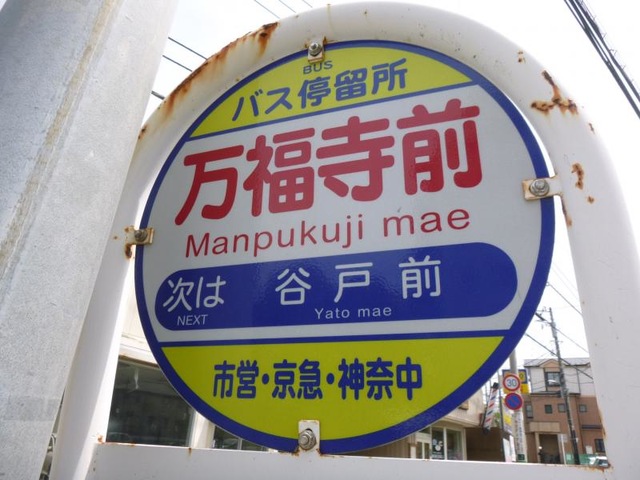 BUS
バス停留所
万福寺前
Manpukuji mae
次は 谷戸前
NEXT Yato mae
市営・京急・神奈中
30